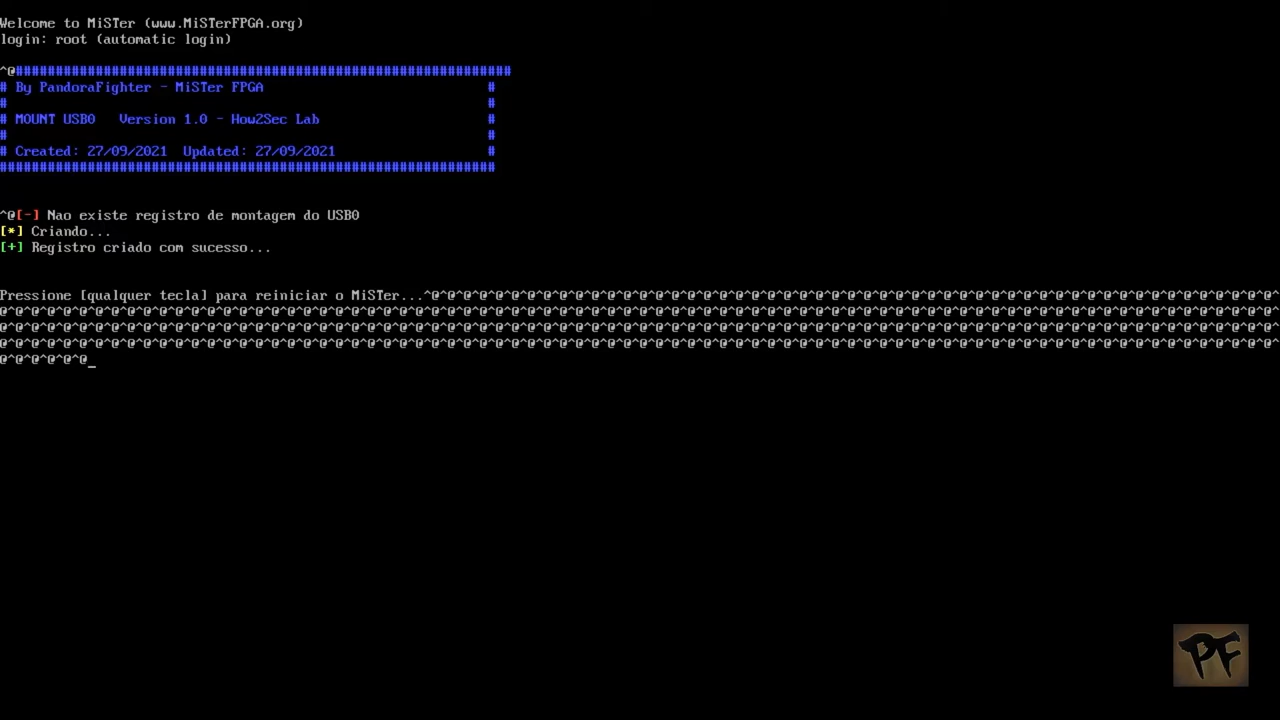 Welcome to MiSTer (www.MiSTerFPGA.org)
login: root (automatic login)
^@##############################################################
# By PandoraFighter - MiSTer FPGA                            #
#                                                            #
# MOUNT USB0   Version 1.0 - How2Sec Lab                     #
#                                                            #
# Created: 27/09/2021  Updated: 27/09/2021                   #
##############################################################
^@[-] Nao existe registro de montagem do USB0
[*] Criando...
[+] Registro criado com sucesso...
Pressione [qualquer tecla] para reiniciar o MiSTer...^@^@^@^@^@^@^@^@^@^@^@^@^@^@^@^@^@^@^@^@^@^@^@^@^@^@^@^@^@^@^@^@^@^@^@^@^@^@^@^@^@^@^@^@^@^@^@^@^@^@^@^@^@^
@^@^@^@^@^@^@^@^@^@^@^@^@^@^@^@^@^@^@^@^@^@^@^@^@^@^@^@^@^@^@^@^@^@^@^@^@^@^@^@^@^@^@^@^@^@^@^@^@^@^@^@^@^@^@^@^@^@^@^@^@^@^@^@^@^@^@^@^@^@^@^@^@^@^@^@^@^@^@^@^
@^@^@^@^@^@^@^@^@^@^@^@^@^@^@^@^@^@^@^@^@^@^@^@^@^@^@^@^@^@^@^@^@^@^@^@^@^@^@^@^@^@^@^@^@^@^@^@^@^@^@^@^@^@^@^@^@^@^@^@^@^@^@^@^@^@^@^@^@^@^@^@^@^@^@^@^@^@^@^@^
@^@^@^@^@^@^@^@^@^@^@^@^@^@^@^@^@^@^@^@^@^@^@^@^@^@^@^@^@^@^@^@^@^@^@^@^@^@^@^@^@^@^@^@^@^@^@^@^@^@^@^@^@^@^@^@^@^@^@^@^@^@^@^@^@^@^@^@^@^@^@^@^@^@^@^@^@^@^@^@^
@^@^@^@^@^@_
PF